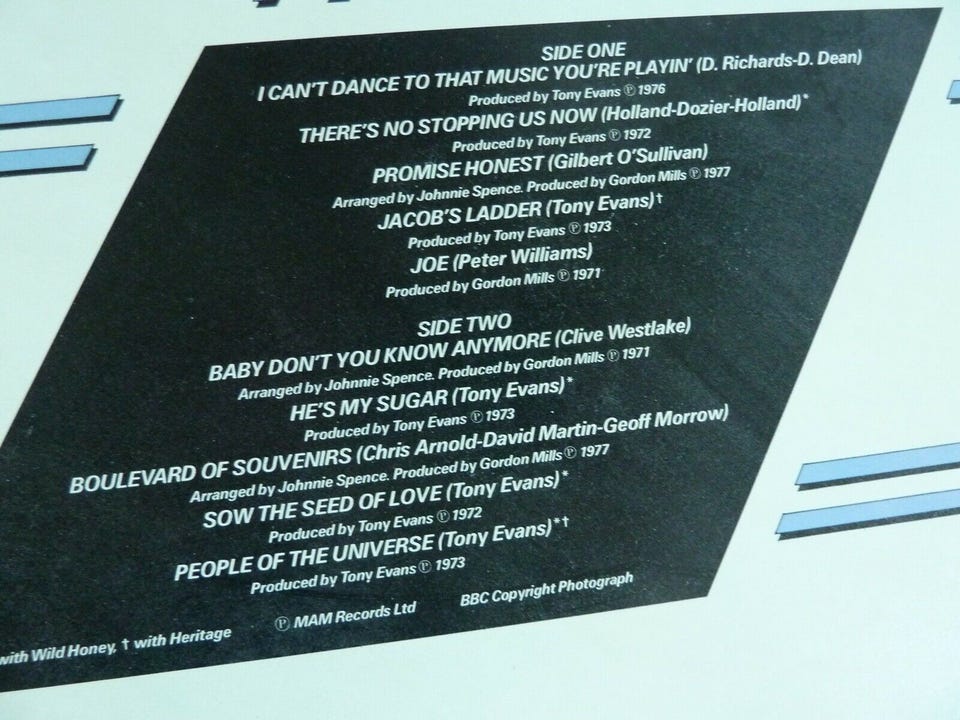 SIDE ONE
I CAN'T DANCE TO THAT MUSIC YOU'RE PLAYIN' (D. Richards-D. Dean)
Produced by Tony Evans ℗ 1976
THERE'S NO STOPPING US NOW (Holland-Dozier-Holland)*
Produced by Tony Evans ℗ 1972
PROMISE HONEST (Gilbert O'Sullivan)
Arranged by Johnnie Spence. Produced by Gordon Mills ℗ 1977
JACOB'S LADDER (Tony Evans)†
Produced by Tony Evans ℗ 1973
JOE (Peter Williams)
Produced by Gordon Mills ℗ 1971
SIDE TWO
BABY DON'T YOU KNOW ANYMORE (Clive Westlake)
Arranged by Johnnie Spence. Produced by Gordon Mills ℗ 1971
HE'S MY SUGAR (Tony Evans)*
Produced by Tony Evans ℗ 1973
BOULEVARD OF SOUVENIRS (Chris Arnold-David Martin-Geoff Morrow)
Arranged by Johnnie Spence. Produced by Gordon Mills ℗ 1977
SOW THE SEED OF LOVE (Tony Evans)*
Produced by Tony Evans ℗ 1972
PEOPLE OF THE UNIVERSE (Tony Evans)*†
Produced by Tony Evans ℗ 1973
℗ MAM Records Ltd BBC Copyright Photograph
with Wild Honey, † with Heritage